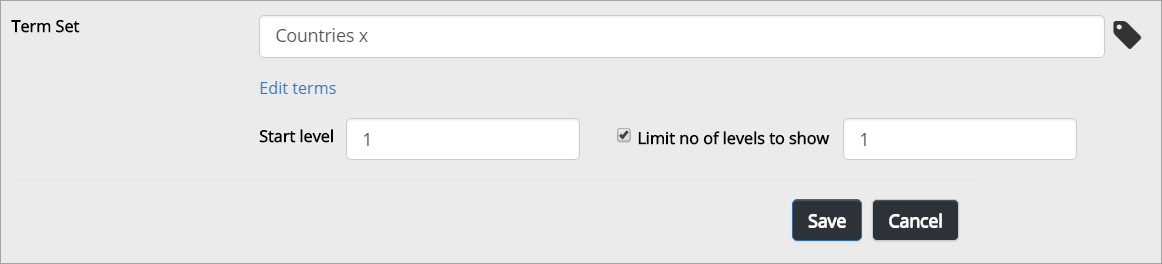 Term Set
Countries x
Edit terms
Start level 1 Limit no of levels to show 1
Save Cancel